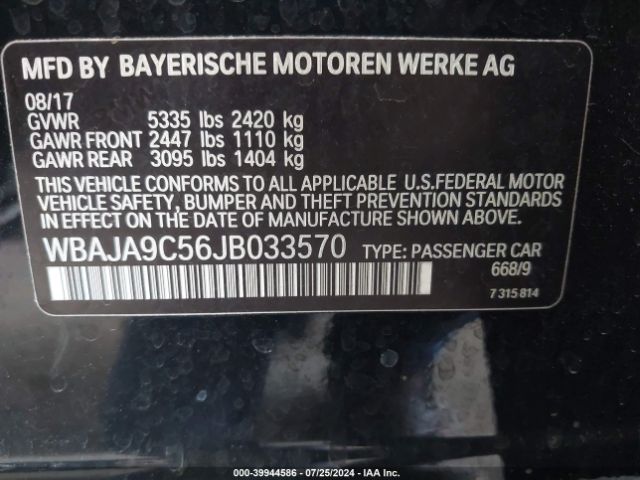 MFD BY BAYERISCHE MOTOREN WERKE AG
08/17
GVWR 5335 lbs 2420 kg
GAWR FRONT 2447 lbs 1110 kg
GAWR REAR 3095 lbs 1404 kg
THIS VEHICLE CONFORMS TO ALL APPLICABLE U.S.FEDERAL MOTOR
VEHICLE SAFETY, BUMPER AND THEFT PREVENTION STANDARDS
IN EFFECT ON THE DATE OF MANUFACTURE SHOWN ABOVE.
WBAJA9C56JB033570 TYPE: PASSENGER CAR
668/9
7 315 814
000-39944586 - 07/25/2024 - IAA Inc.